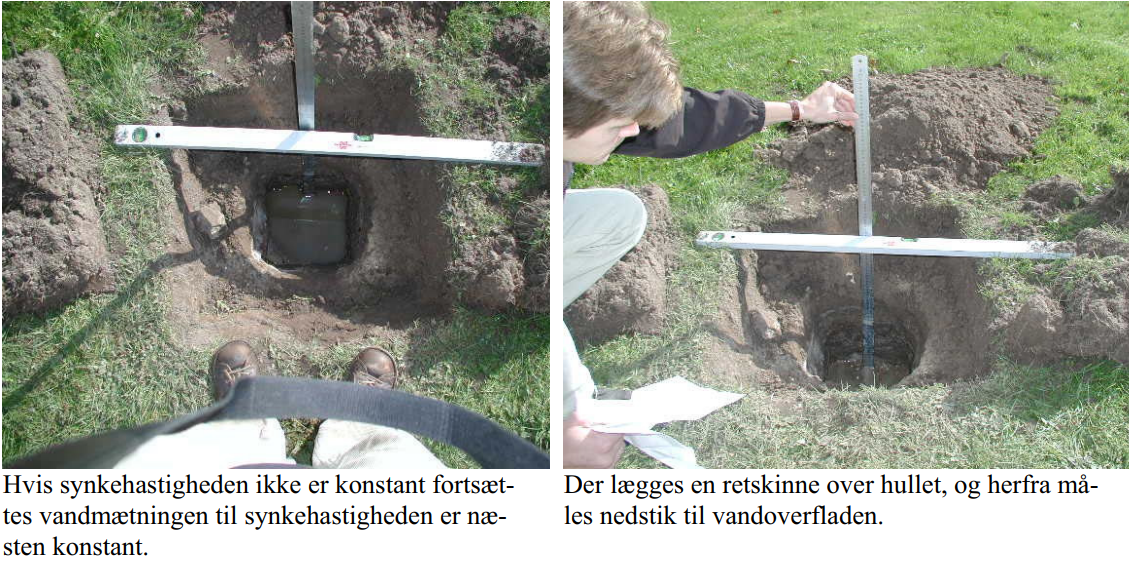 Hvis synkehastigheden ikke er konstant fortsæt-
tes vandmætningen til synkehastigheden er næ-
sten konstant.
Der lægges en retskinne over hullet, og herfra må-
les nedstik til vandoverfladen.